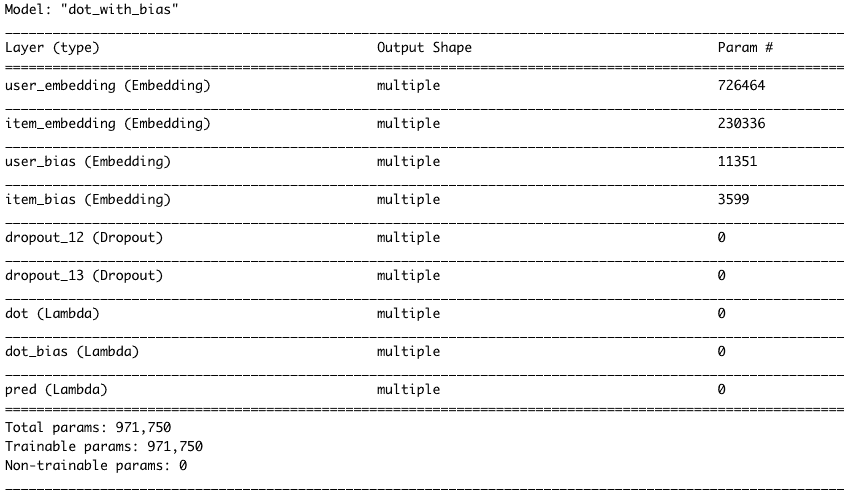 Model: "dot_with_bias"
Layer (type) Output Shape Param #
user_embedding (Embedding) multiple 726464
item_embedding (Embedding) multiple 230336
user_bias (Embedding) multiple 11351
item_bias (Embedding) multiple 3599
dropout_12 (Dropout) multiple 0
dropout_13 (Dropout) multiple 0
dot (Lambda) multiple 0
dot_bias (Lambda) multiple 0
pred (Lambda) multiple 0
Total params: 971,750
Trainable params: 971,750
Non-trainable params: 0